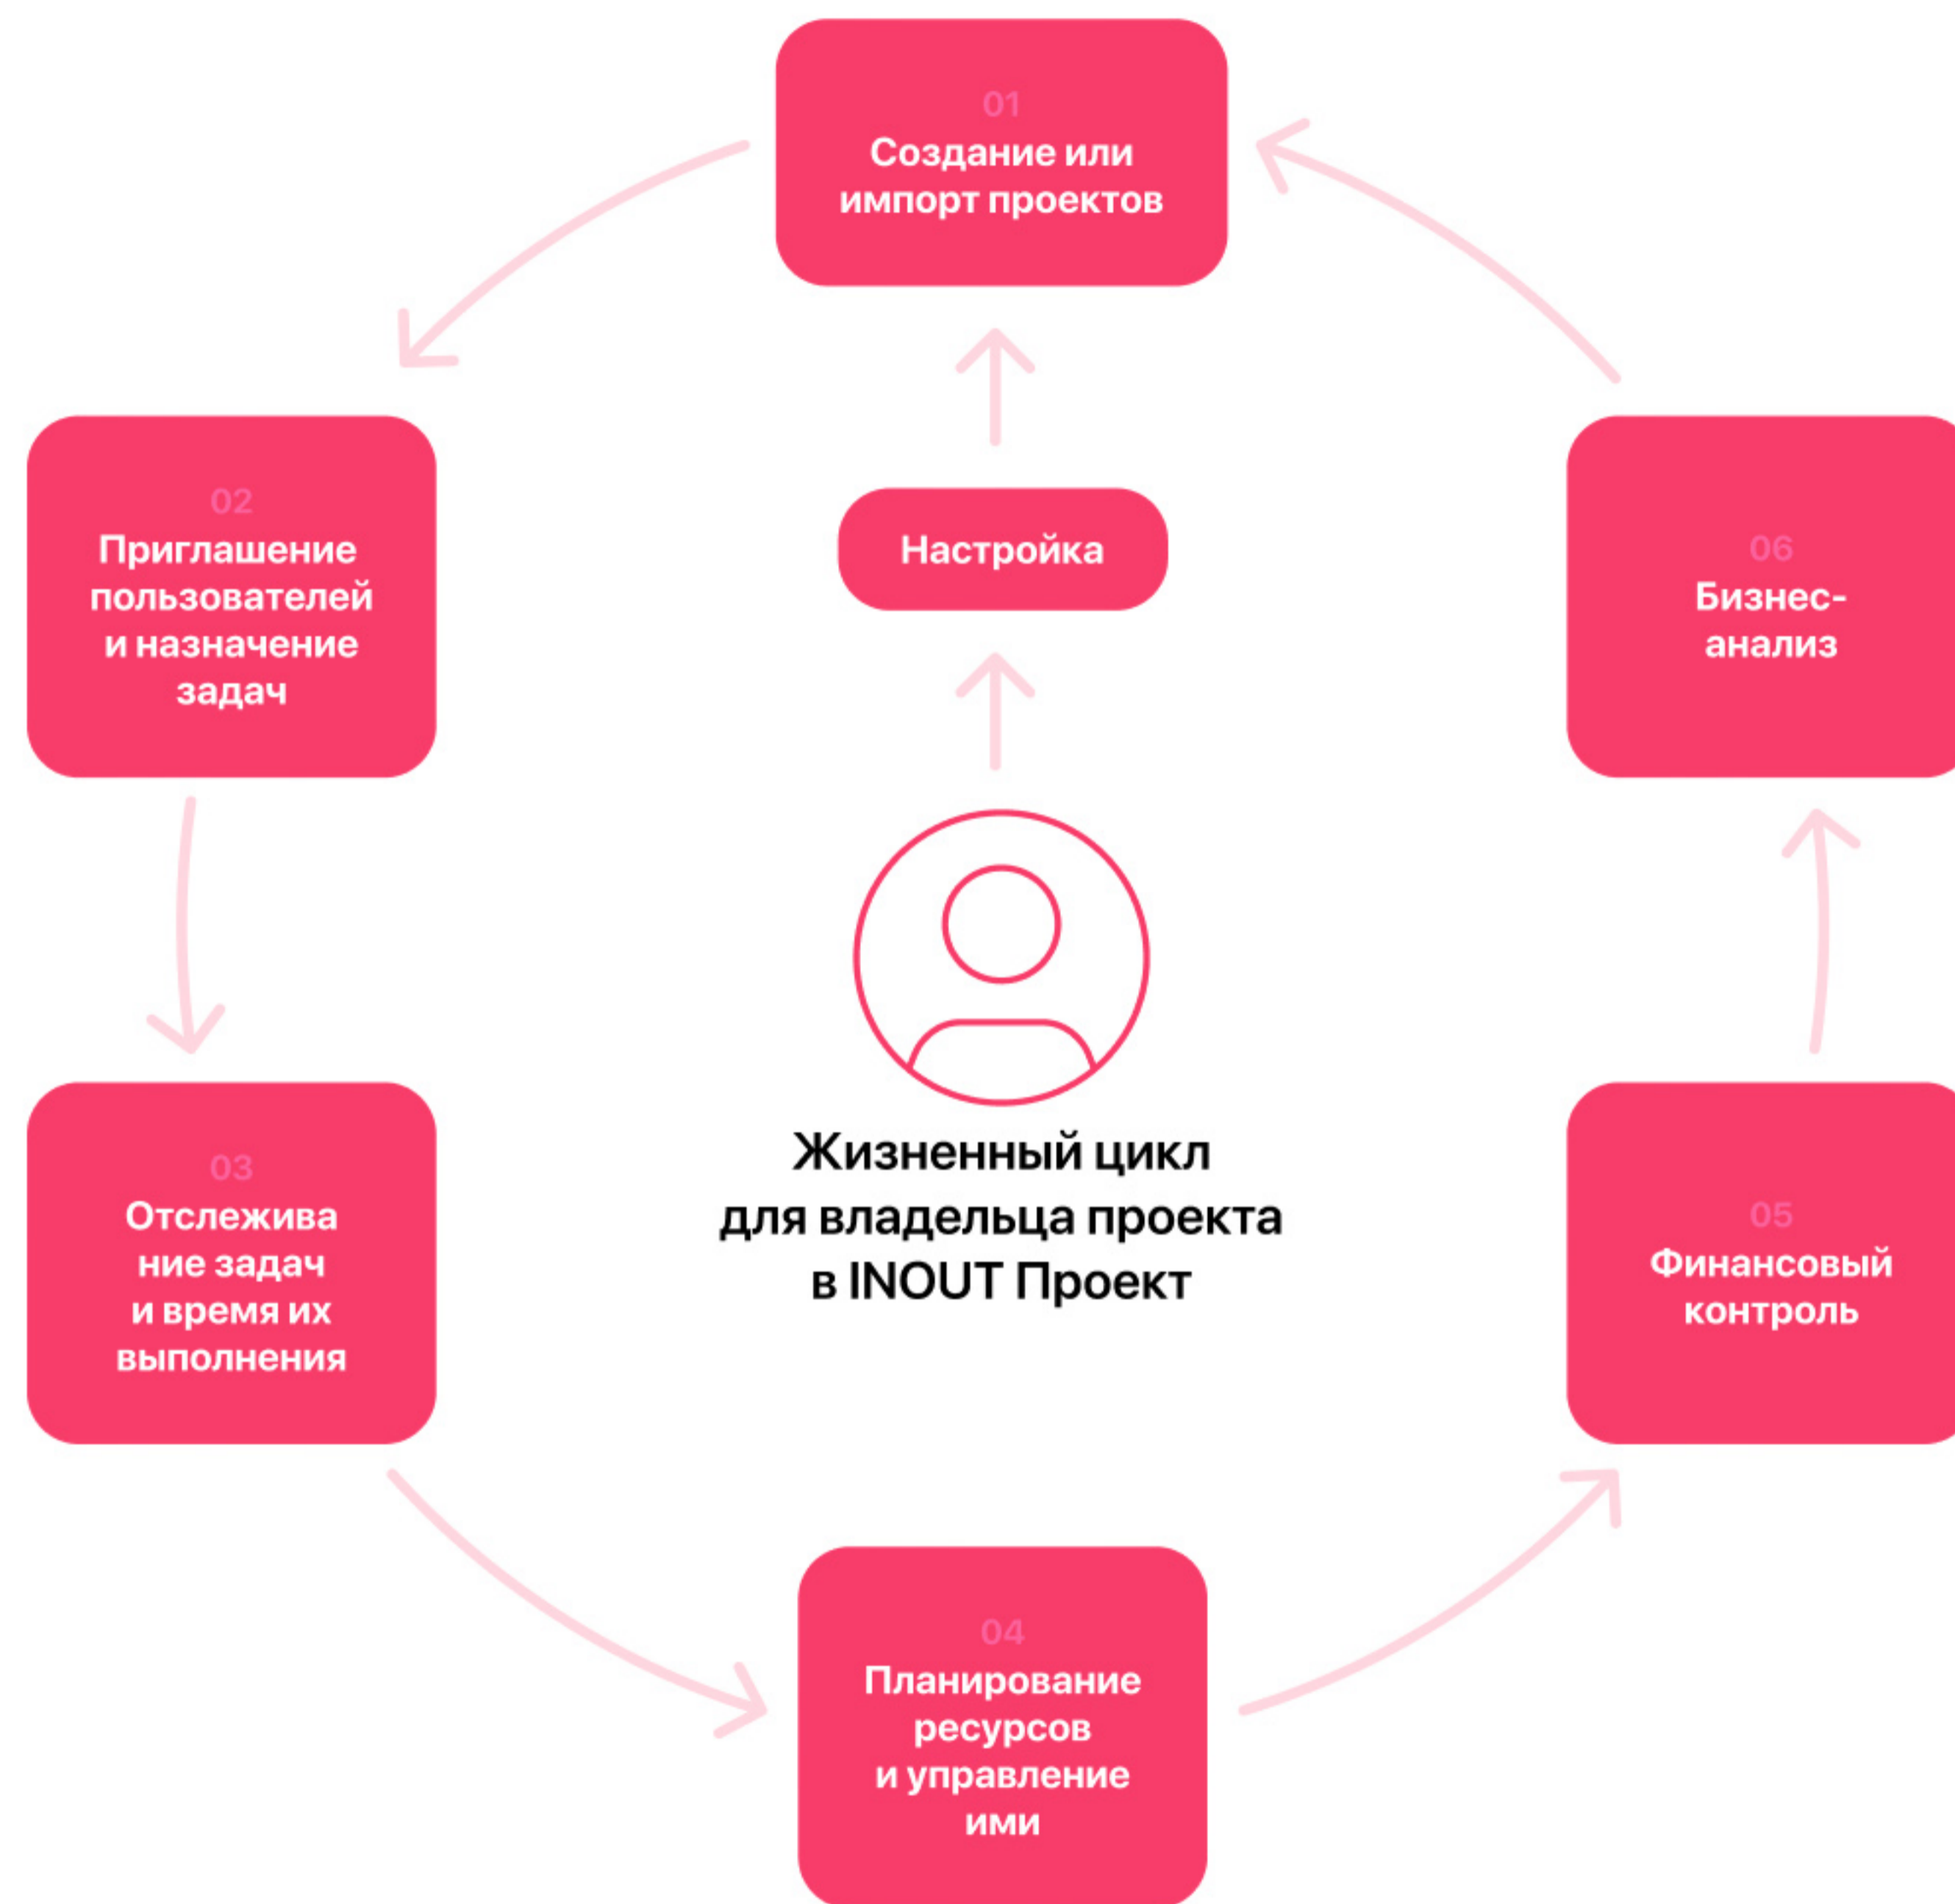 01
Создание или
импорт проектов
02
Приглашение
пользователей
и назначение
задач
Настройка
06
Бизнес-
анализ
03
Отслежива
ние задач
и время их
выполнения
Жизненный цикл
для владельца проекта
в INOUT Проект
05
Финансовый
контроль
04
Планирование
ресурсов
и управление
ими